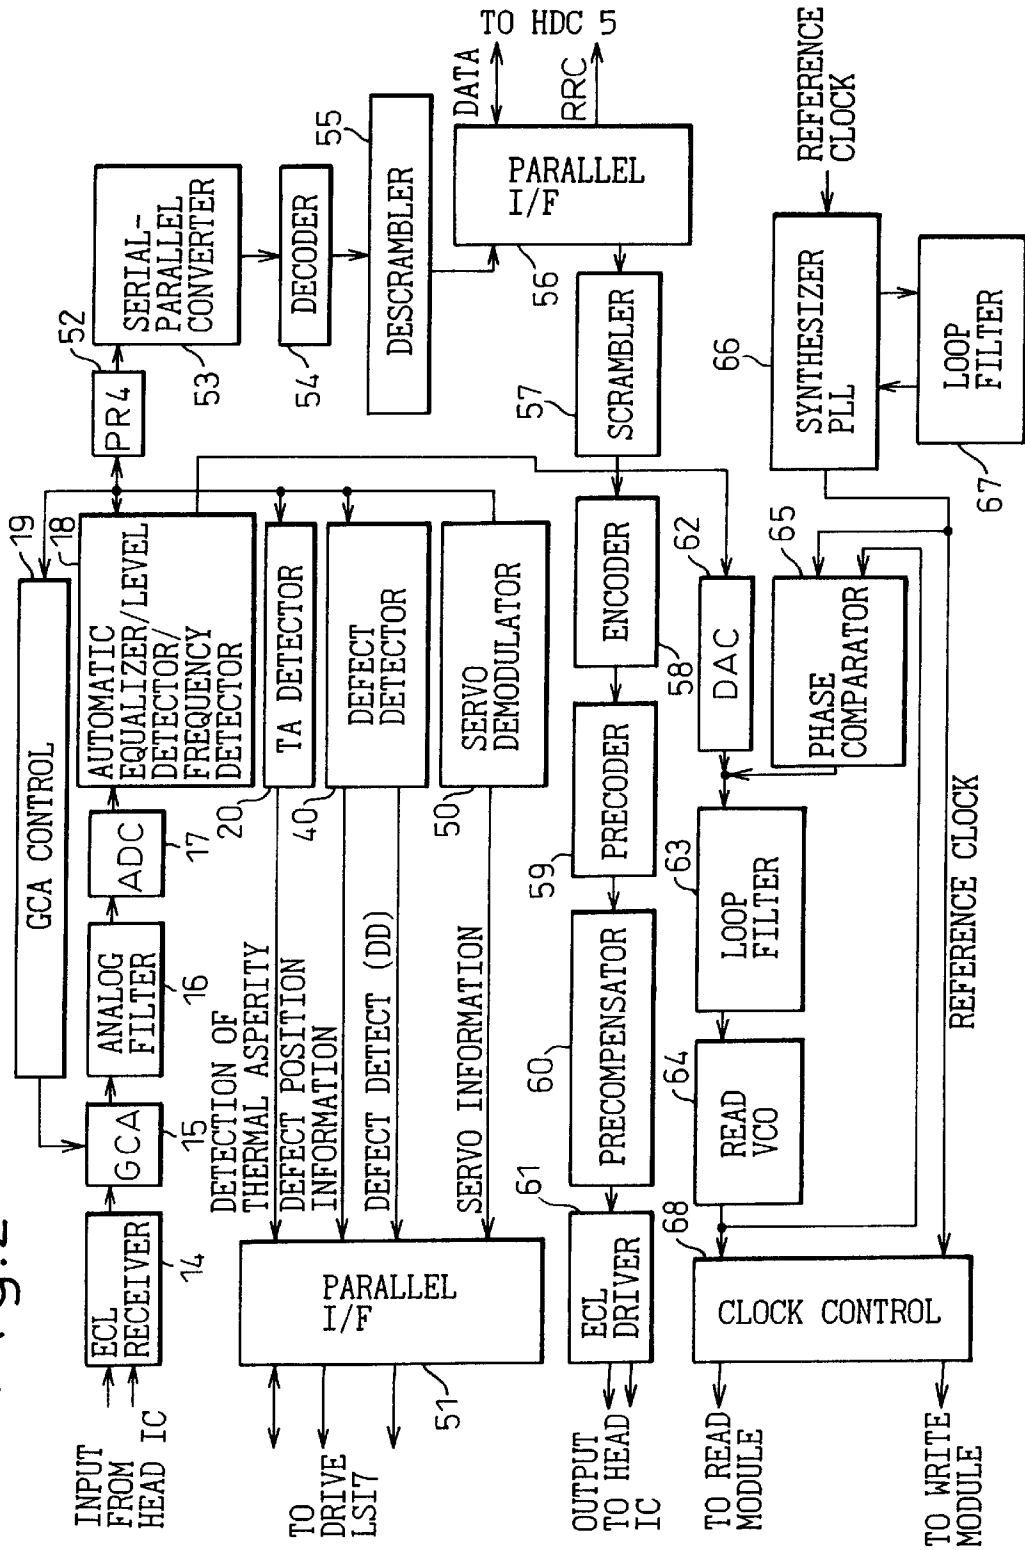 Fig.2
INPUT
FROM
HEAD IC
ECL
RECEIVER
14
GCA
15
ANALOG
FILTER
16
ADC
17
GCA CONTROL
19
AUTOMATIC
EQUALIZER/LEVEL
DETECTOR/
FREQUENCY
DETECTOR
18
PR4
52
SERIAL-
PARALLEL
CONVERTER
53
DECODER
54
DESCRAMBLER
55
PARALLEL
I/F
56
DATA
RRC
TO HDC 5
TA DETECTOR
20
DEFECT
DETECTOR
40
SERVO
DEMODULATOR
50
DETECTION OF
THERMAL ASPERITY
DEFECT POSITION
INFORMATION
DEFECT DETECT (DD)
SERVO INFORMATION
PARALLEL
I/F
51
TO
DRIVE
LSI7
SCRAMBLER
57
ENCODER
58
PRECODER
59
PRECOMPENSATOR
60
ECL
DRIVER
61
OUTPUT
TO HEAD
IC
DAC
62
LOOP
FILTER
63
READ
VCO
64
PHASE
COMPARATOR
65
SYNTHESIZER
PLL
66
LOOP
FILTER
67
REFERENCE
CLOCK
REFERENCE CLOCK
CLOCK CONTROL
68
TO READ
MODULE
TO WRITE
MODULE